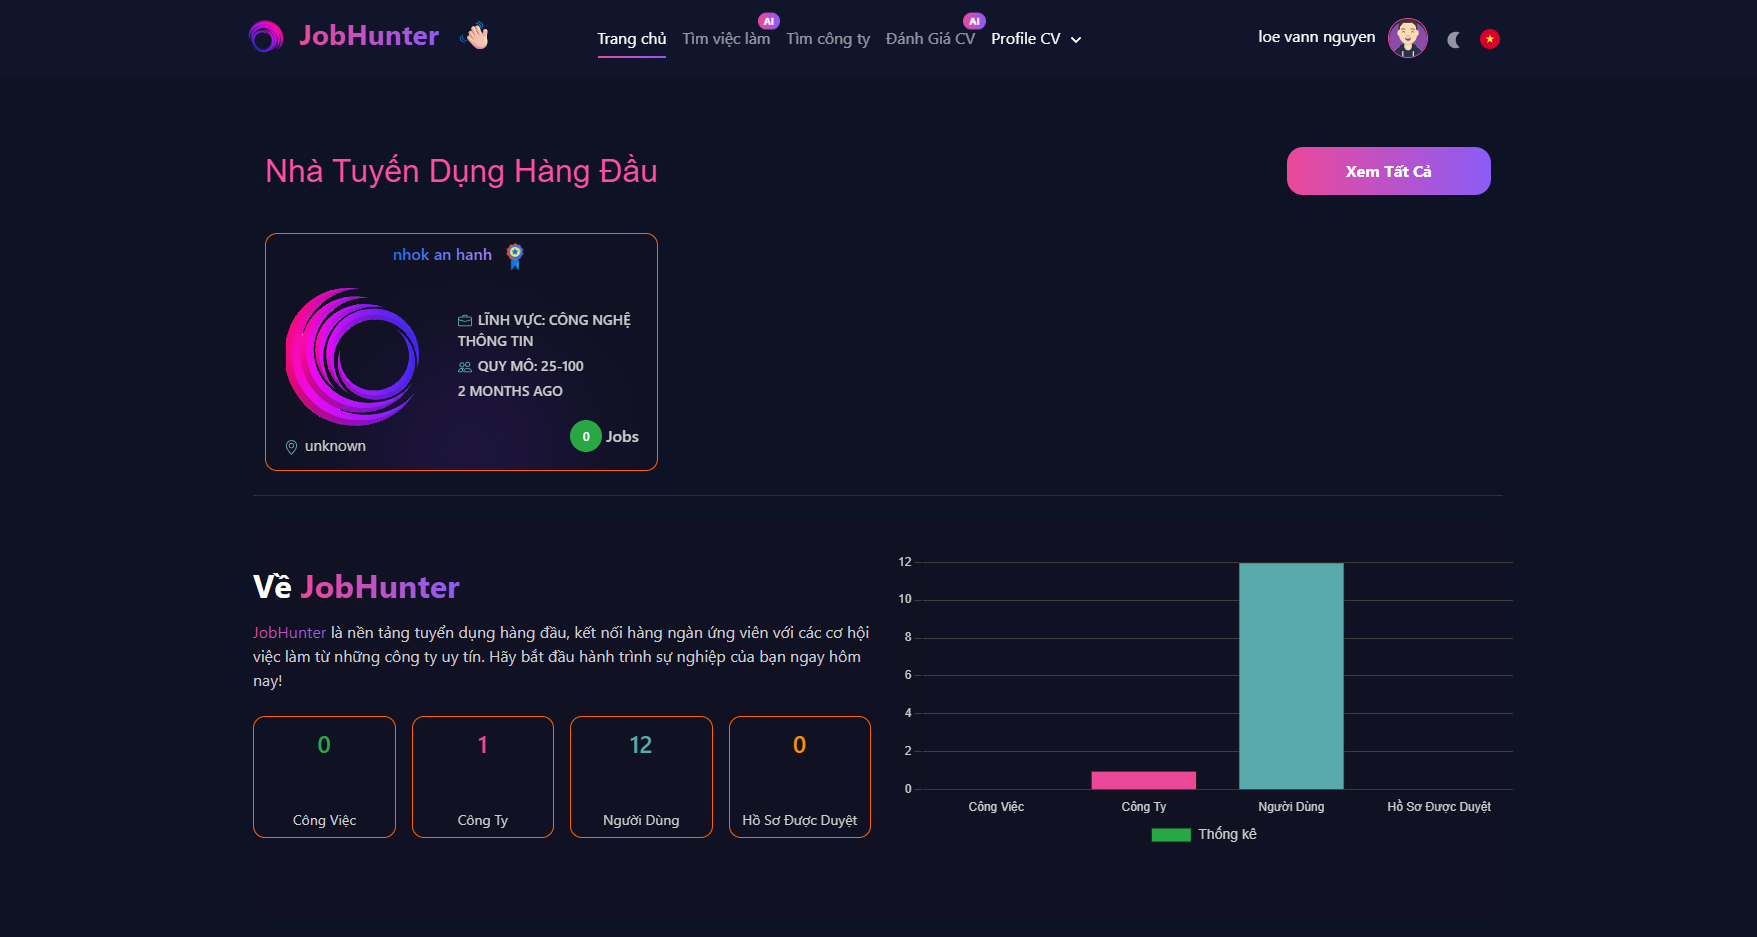 JobHunter
Trang chủ
Tìm việc làm
AI
Tìm công ty
Đánh Giá CV
AI
Profile CV
loe vann nguyen
Nhà Tuyển Dụng Hàng Đầu
Xem Tất Cả
nhok an hanh
LĨNH VỰC: CÔNG NGHỆ
THÔNG TIN
QUY MÔ: 25-100
2 MONTHS AGO
unknown
0 Jobs
Về JobHunter
JobHunter là nền tảng tuyển dụng hàng đầu, kết nối hàng ngàn ứng viên với các cơ hội
việc làm từ những công ty uy tín. Hãy bắt đầu hành trình sự nghiệp của bạn ngay hôm
nay!
0
Công Việc
1
Công Ty
12
Người Dùng
0
Hồ Sơ Được Duyệt
12
10
8
6
4
2
0
Công Việc
Công Ty
Người Dùng
Hồ Sơ Được Duyệt
Thống kê